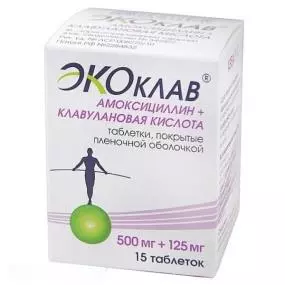 ЭКОклав®
АМОКСИЦИЛЛИН +
КЛАВУЛАНОВАЯ КИСЛОТА
таблетки, покрытые
пленочной оболочкой
500 мг + 125 мг
15 таблеток